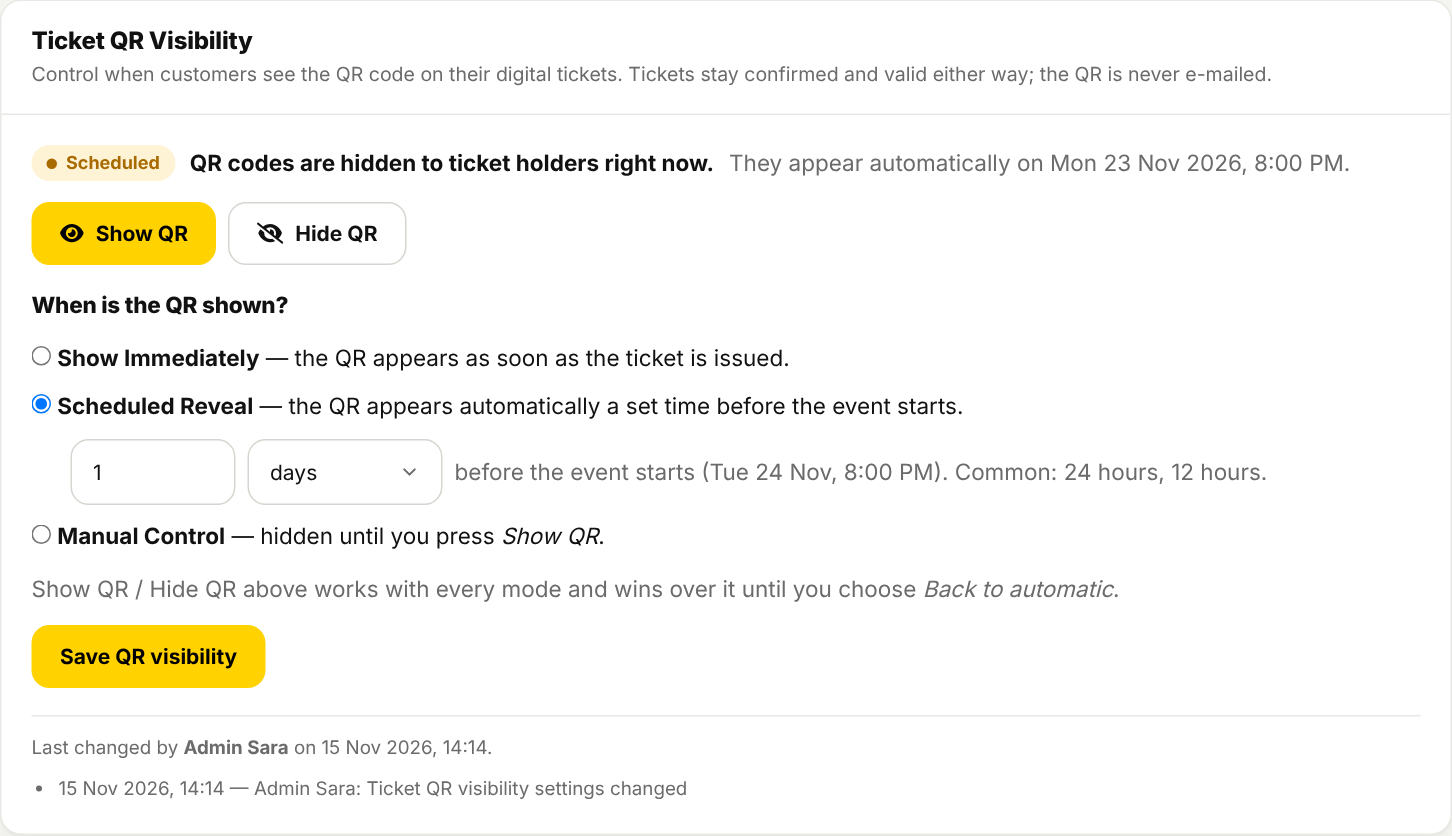 Ticket QR Visibility
Control when customers see the QR code on their digital tickets. Tickets stay confirmed and valid either way; the QR is never e-mailed.
Scheduled QR codes are hidden to ticket holders right now. They appear automatically on Mon 23 Nov 2026, 8:00 PM.
Show QR Hide QR
When is the QR shown?
Show Immediately — the QR appears as soon as the ticket is issued.
Scheduled Reveal — the QR appears automatically a set time before the event starts.
1 days before the event starts (Tue 24 Nov, 8:00 PM). Common: 24 hours, 12 hours.
Manual Control — hidden until you press Show QR.
Show QR / Hide QR above works with every mode and wins over it until you choose Back to automatic.
Save QR visibility
Last changed by Admin Sara on 15 Nov 2026, 14:14.
• 15 Nov 2026, 14:14 — Admin Sara: Ticket QR visibility settings changed